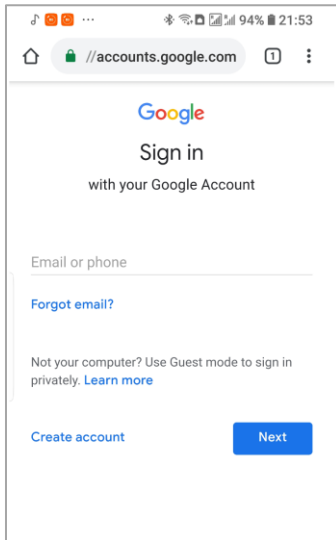 94% 21:53
//accounts.google.com 1
Google
Sign in
with your Google Account
Email or phone
Forgot email?
Not your computer? Use Guest mode to sign in
privately. Learn more
Create account Next